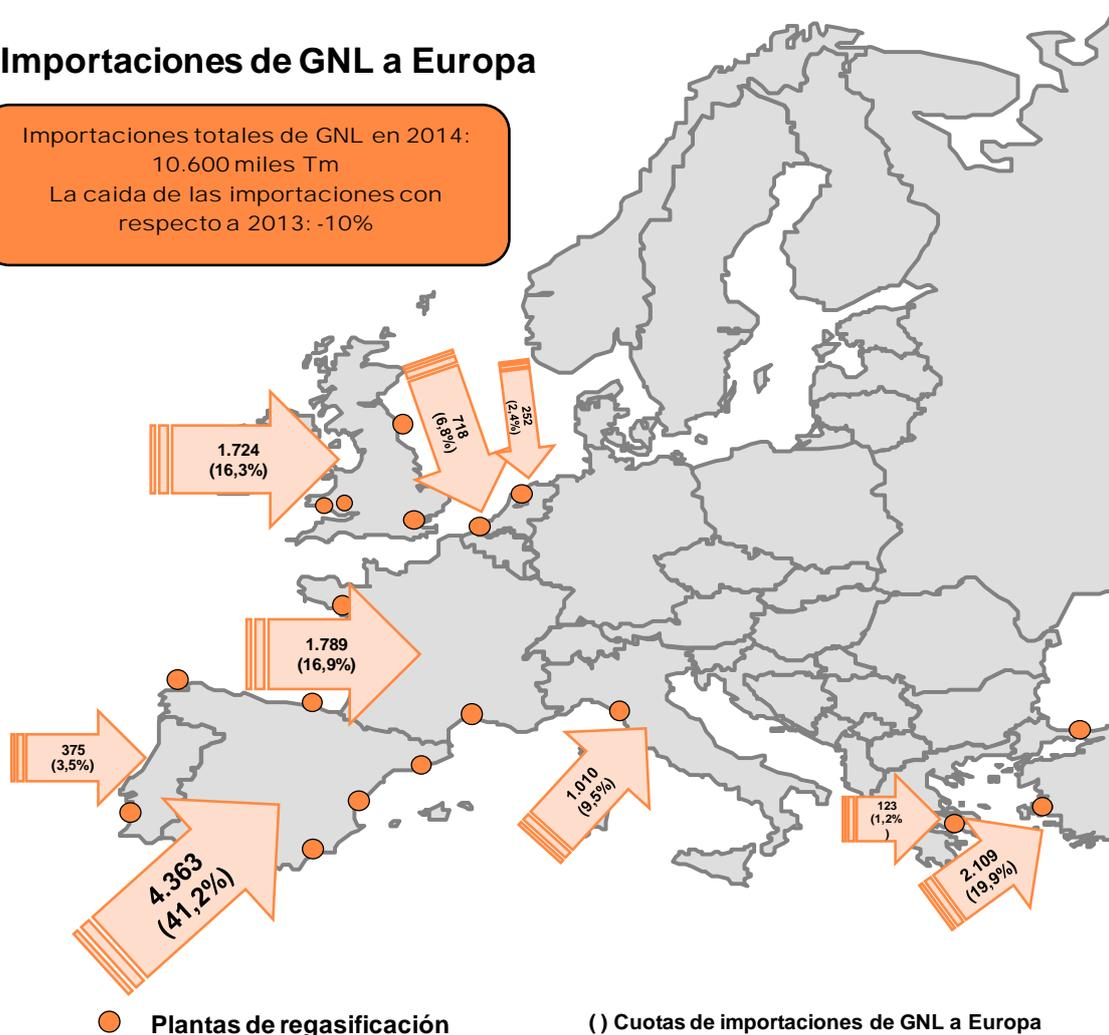 Importaciones de GNL a Europa
Importaciones totales de GNL en 2014:
10.600 miles Tm
La caida de las importaciones con
respecto a 2013: -10%
718
(6,8%)
252
(2,4%)
1.724
(16,3%)
1.789
(16,9%)
375
(3,5%)
1.010
(9,5%)
123
(1,2%
)
4.363
(41,2%)
2.109
(19,9%)
Plantas de regasificación
( ) Cuotas de importaciones de GNL a Europa